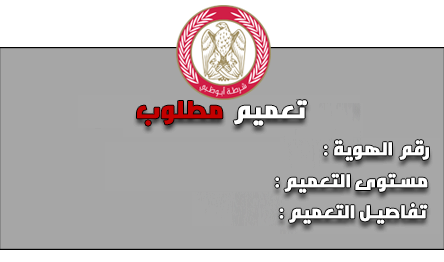 شرطة أبوظبي
تعميم مطلوب
رقم الهوية :
مستوى التعميم :
تفاصيل التعميم :